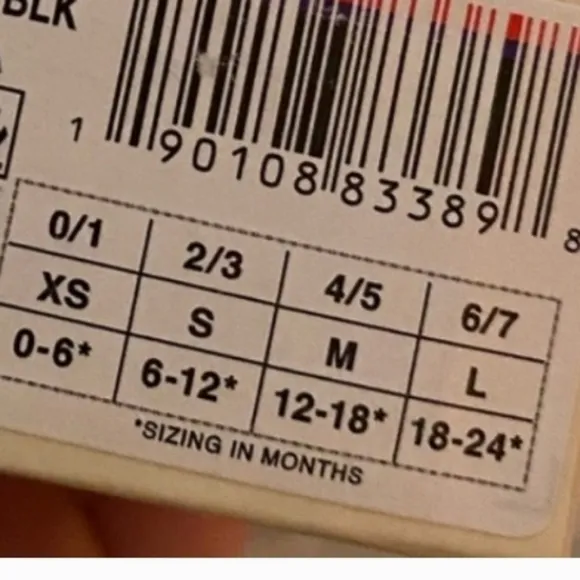 BLK
1 90108 83389 8
0/1 2/3 4/5 6/7
XS S M L
0-6* 6-12* 12-18* 18-24*
*SIZING IN MONTHS